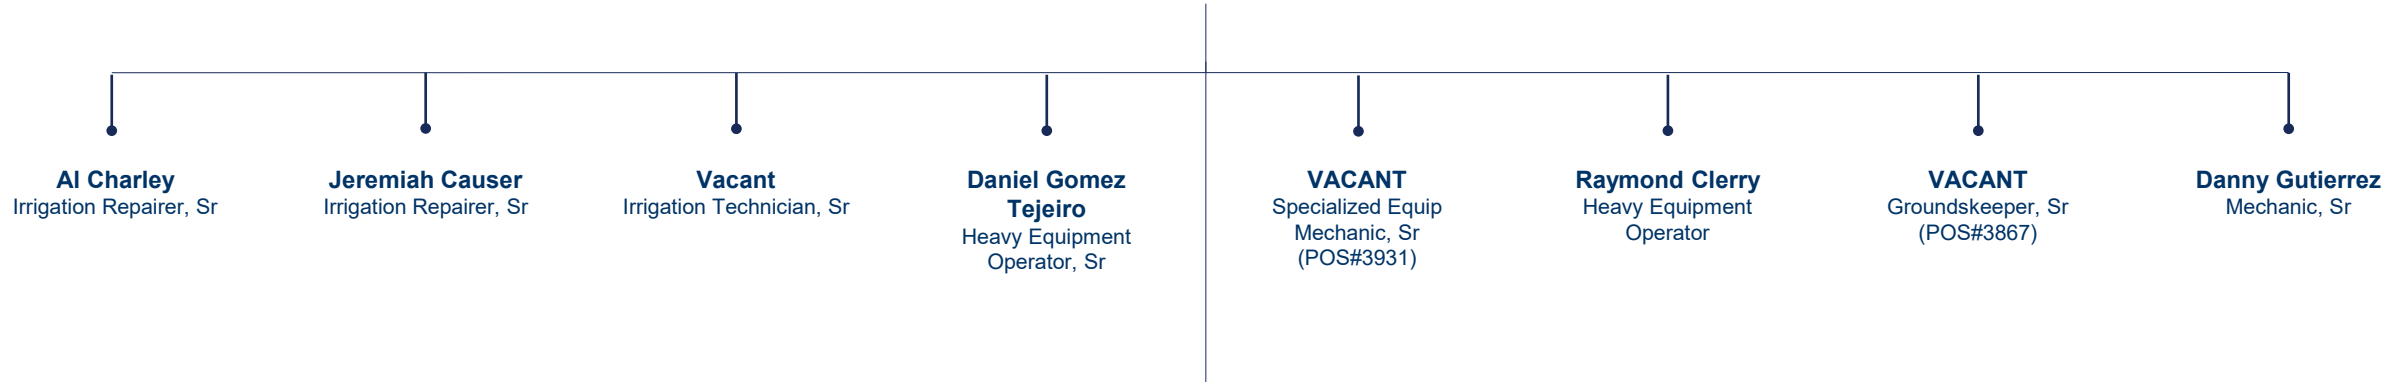 Al Charley
Irrigation Repairer, Sr
Jeremiah Causer
Irrigation Repairer, Sr
Vacant
Irrigation Technician, Sr
Daniel Gomez
Tejeiro
Heavy Equipment
Operator, Sr
VACANT
Specialized Equip
Mechanic, Sr
(POS#3931)
Raymond Clerry
Heavy Equipment
Operator
VACANT
Groundskeeper, Sr
(POS#3867)
Danny Gutierrez
Mechanic, Sr